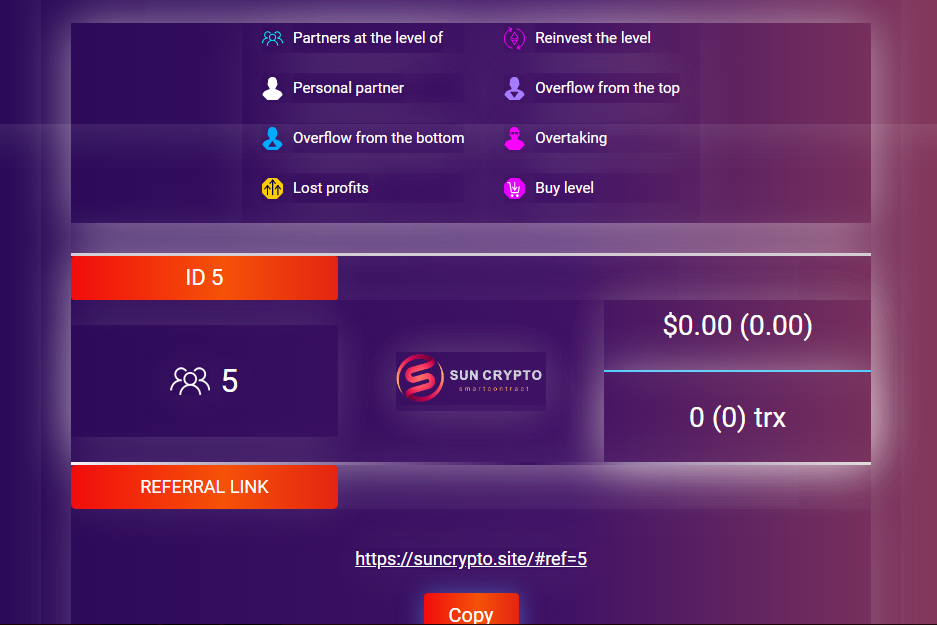 Partners at the level of
Reinvest the level
Personal partner
Overflow from the top
Overflow from the bottom
Overtaking
Lost profits
Buy level
ID 5
5
SUN CRYPTO
smartcontract
$0.00 (0.00)
0 (0) trx
REFERRAL LINK
https://suncrypto.site/#ref=5
Copy